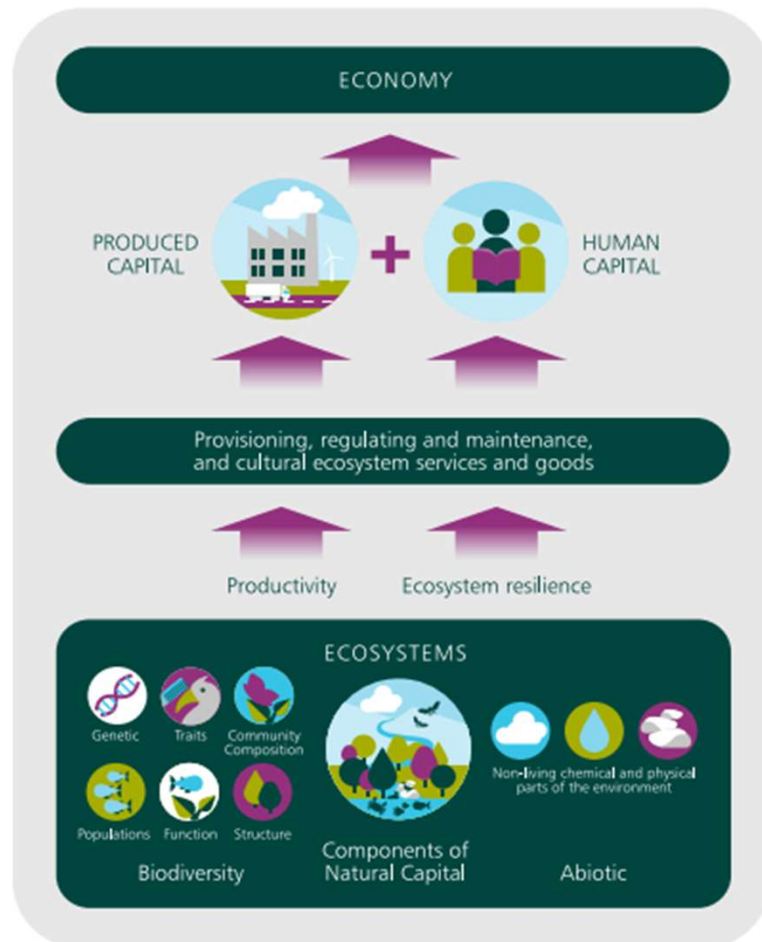 ECONOMY
PRODUCED
CAPITAL
HUMAN
CAPITAL
Provisioning, regulating and maintenance,
and cultural ecosystem services and goods
Productivity
Ecosystem resilience
ECOSYSTEMS
Genetic
Traits
Community
Composition
Populations
Function
Structure
Biodiversity
Components of
Natural Capital
Non-living chemical and physical
parts of the environment
Abiotic